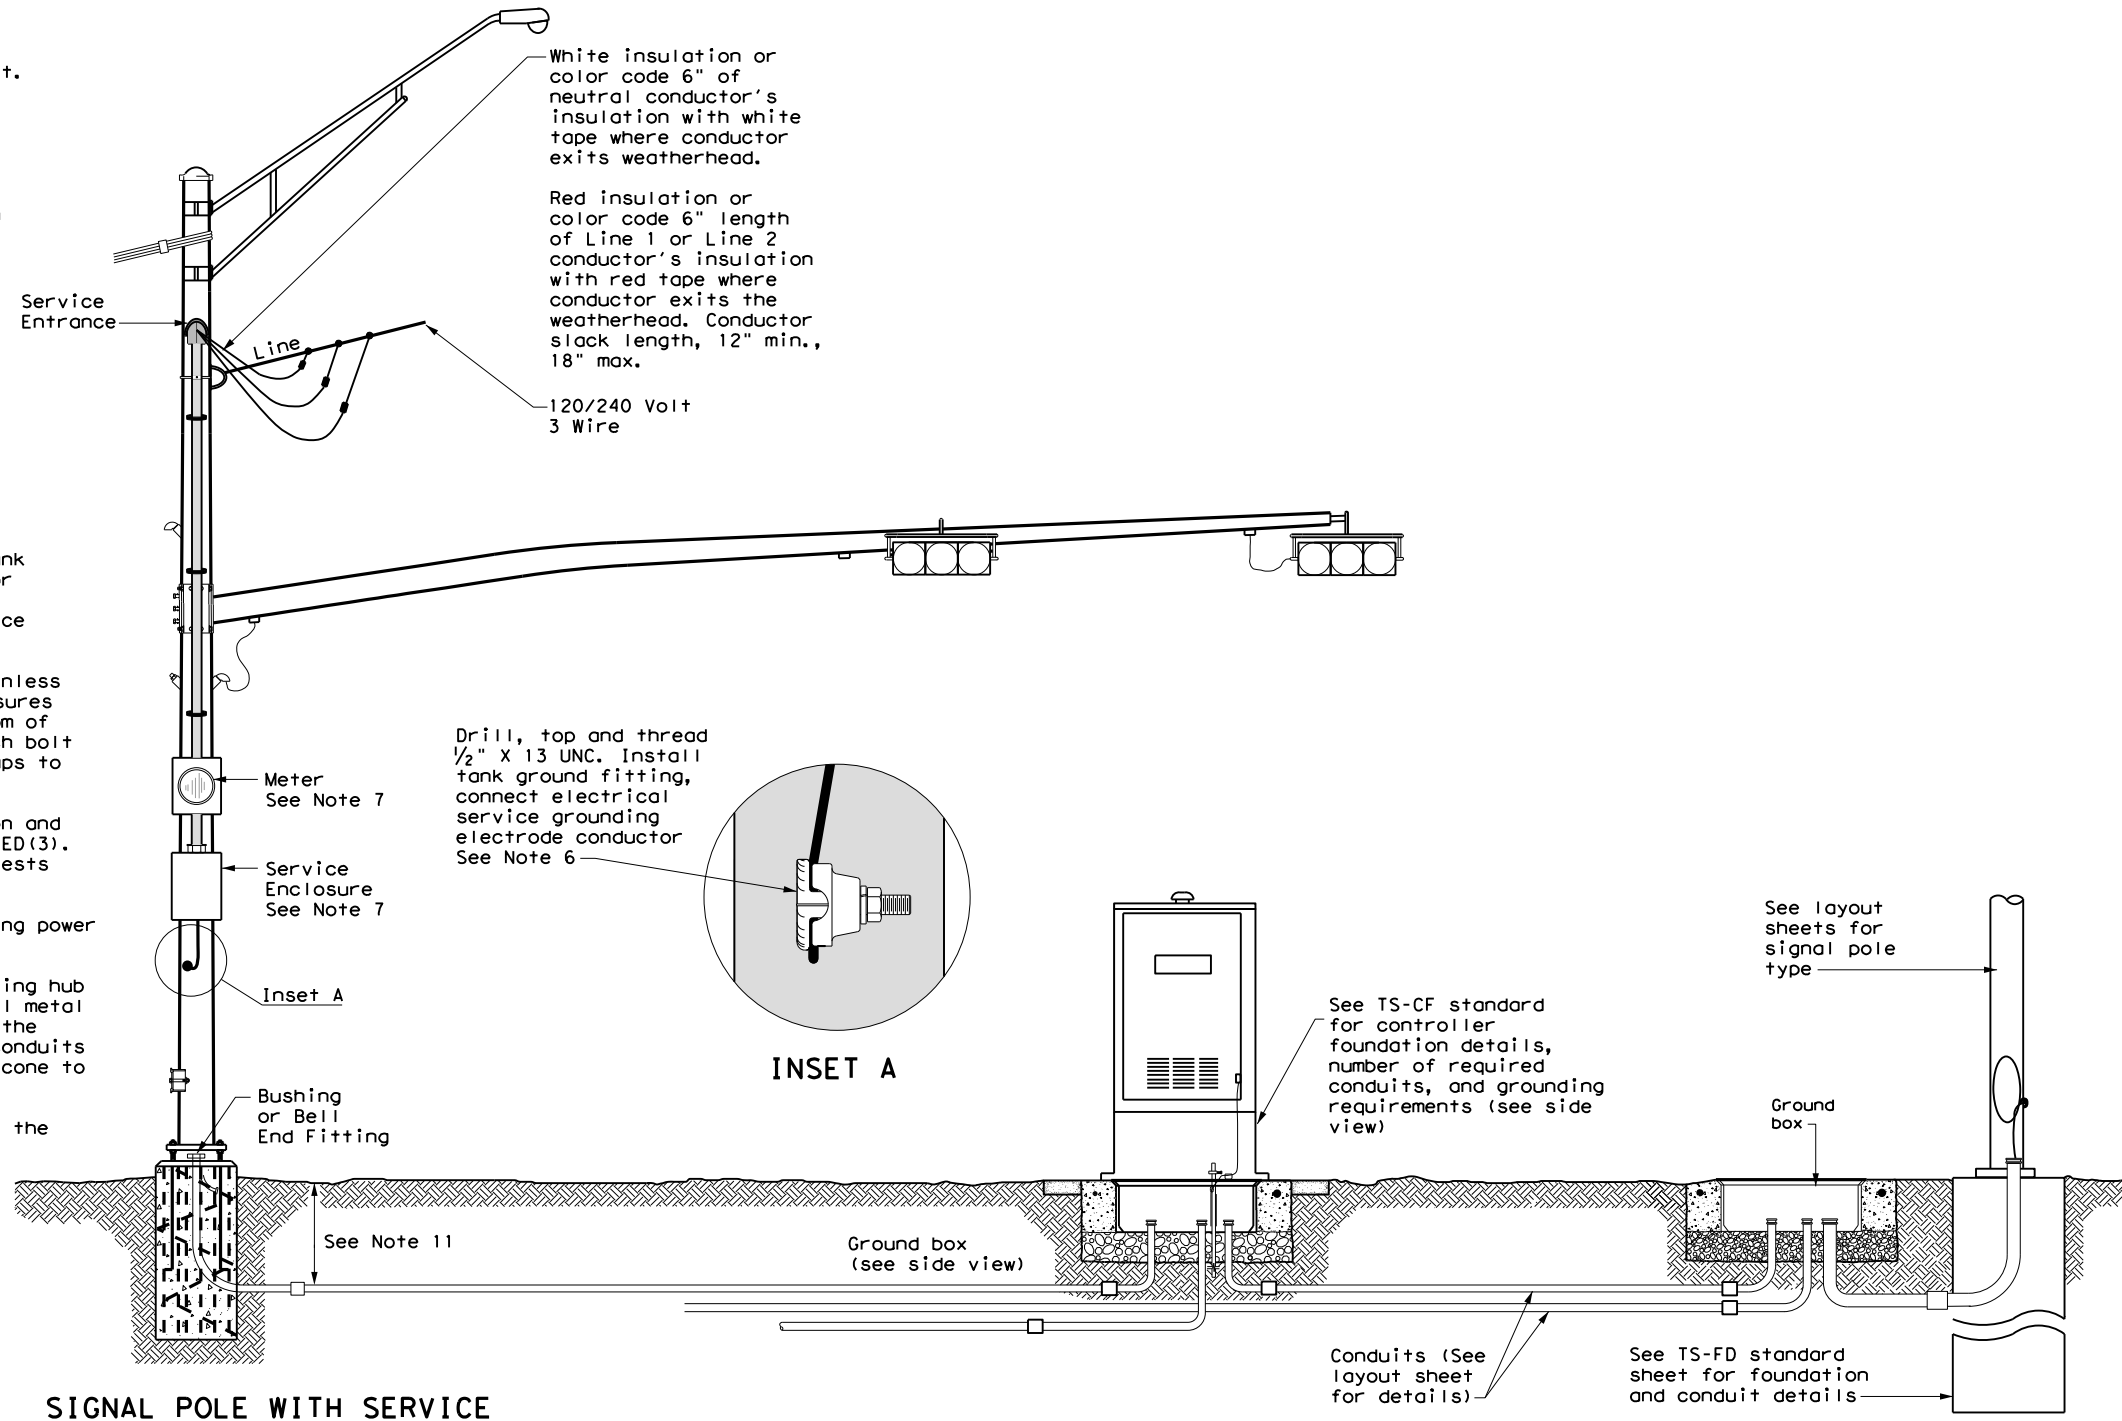 t.
White insulation or
color code 6" of
neutral conductor's
insulation with white
tape where conductor
exits weatherhead.
Red insulation or
color code 6" length
of Line 1 or Line 2
conductor's insulation
with red tape where
conductor exits the
weatherhead. Conductor
slack length, 12" min.,
18" max.
Service
Entrance
Line
120/240 Volt
3 Wire
ank
or
ce
nless
sures
om of
ch bolt
aps to
on and
ED(3).
ests
ng power
ing hub
l metal
the
onduits
cone to
the
Drill, top and thread
½" X 13 UNC. Install
tank ground fitting,
connect electrical
service grounding
electrode conductor
See Note 6
Meter
See Note 7
Service
Enclosure
See Note 7
Inset A
INSET A
Bushing
or Bell
End Fitting
See Note 11
Ground box
(see side view)
See TS-CF standard
for controller
foundation details,
number of required
conduits, and grounding
requirements (see side
view)
See layout
sheets for
signal pole
type
Ground
box
Conduits (See
layout sheet
for details)
See TS-FD standard
sheet for foundation
and conduit details
SIGNAL POLE WITH SERVICE